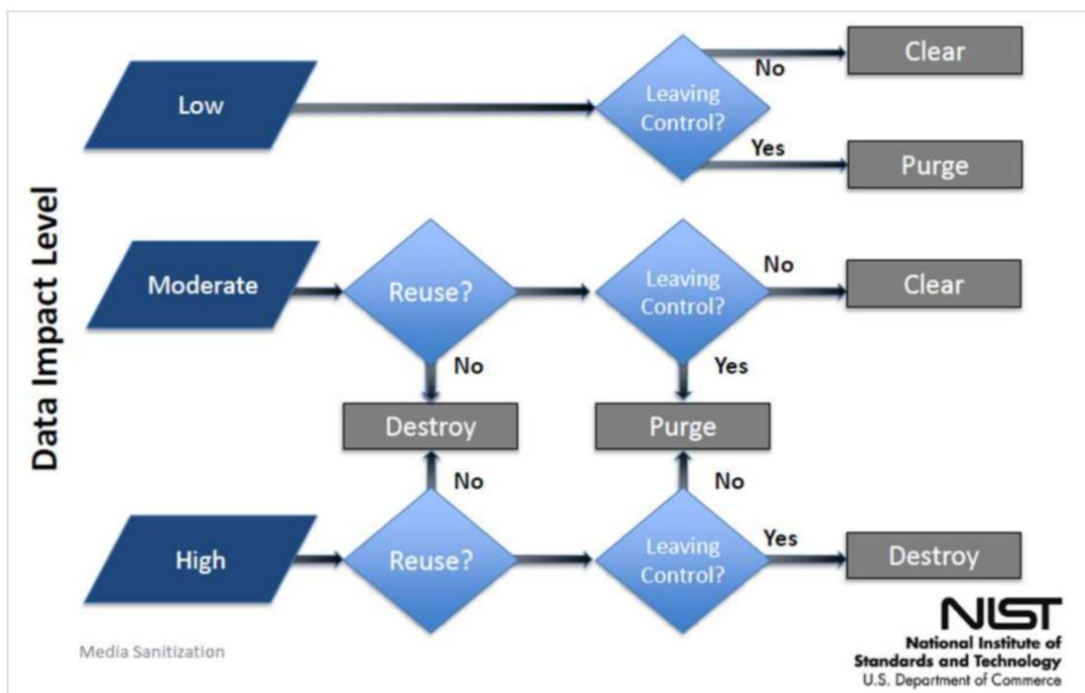 Data Impact Level
Low
Leaving
Control?
No
Clear
Yes
Purge
Moderate
Reuse?
Leaving
Control?
No
Clear
No
Yes
Destroy
Purge
No
No
High
Reuse?
Leaving
Control?
Yes
Destroy
Media Sanitization
NIST
National Institute of
Standards and Technology
U.S. Department of Commerce